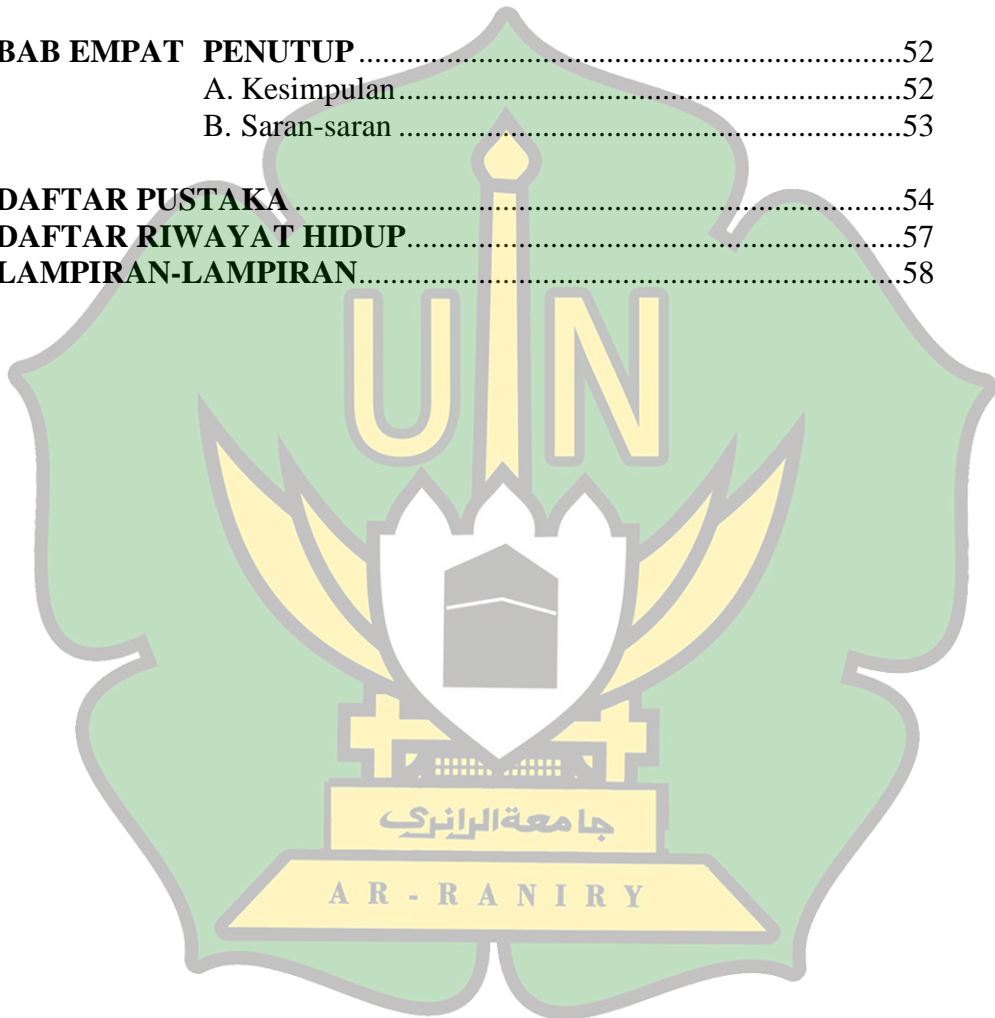 BAB EMPAT PENUTUP.....................................................................52
A. Kesimpulan................................................................52
B. Saran-saran ................................................................53
DAFTAR PUSTAKA.............................................................................54
DAFTAR RIWAYAT HIDUP...............................................................57
LAMPIRAN-LAMPIRAN.....................................................................58
UIN
جامعة الرانري
AR-RANIRY